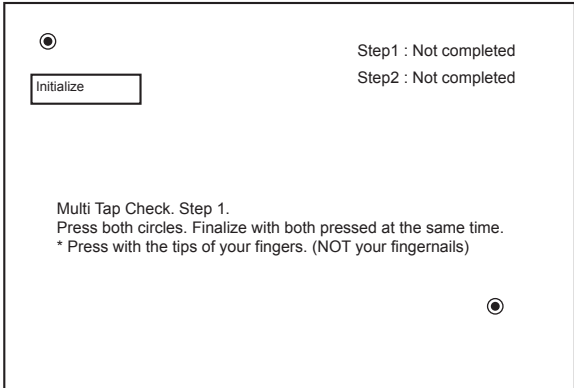 Step1 : Not completed
Step2 : Not completed
Initialize
Multi Tap Check. Step 1.
Press both circles. Finalize with both pressed at the same time.
* Press with the tips of your fingers. (NOT your fingernails)